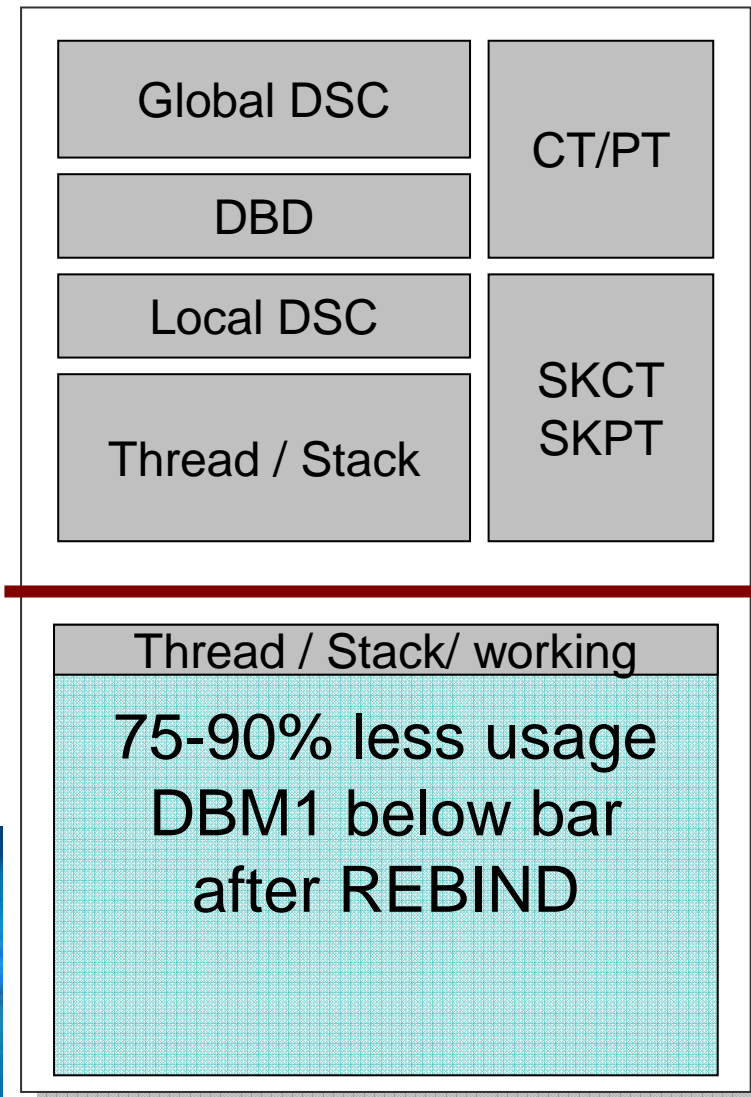 Global DSC
CT/PT
DBD
Local DSC
SKCT
SKPT
Thread / Stack
Thread / Stack/ working
75-90% less usage
DBM1 below bar
after REBIND